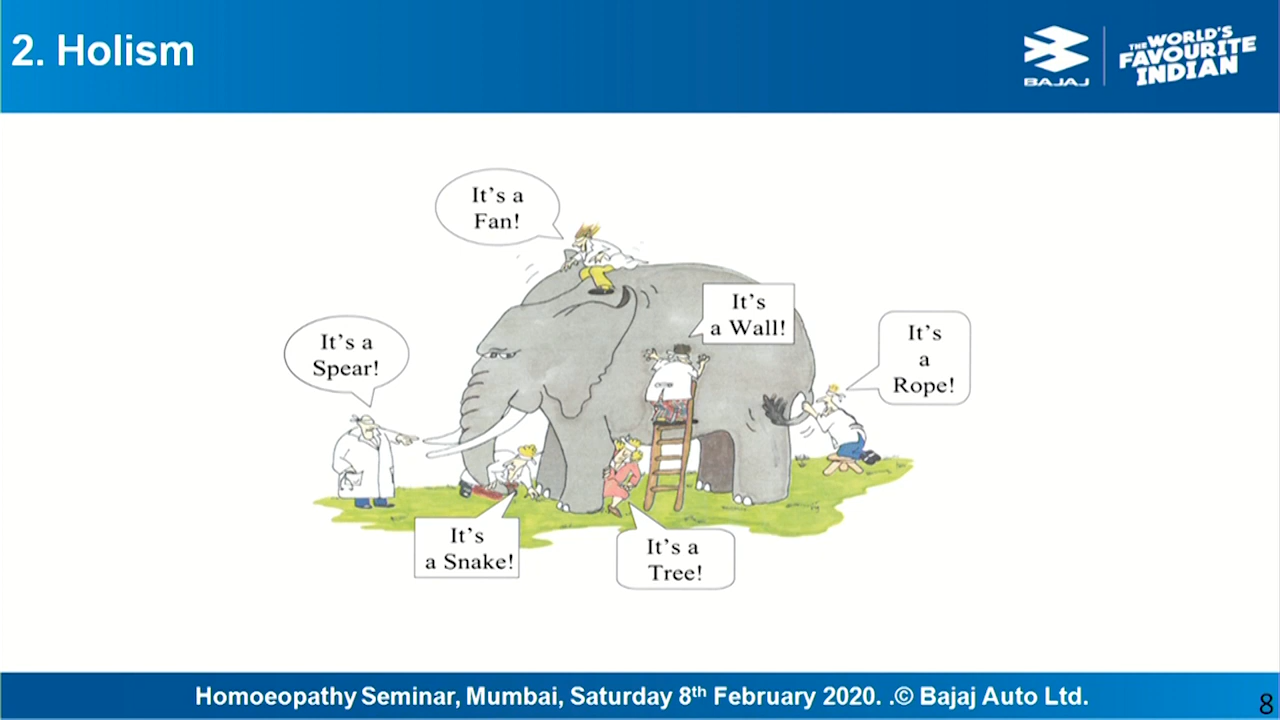 2. Holism
BAJAJ
THE WORLD'S
FAVOURITE
INDIAN
It's a
Fan!
It's
a Wall!
It's a
Spear!
It's
a
Rope!
It's
a Snake!
It's a
Tree!
Homoeopathy Seminar, Mumbai, Saturday 8th February 2020. .© Bajaj Auto Ltd.
8